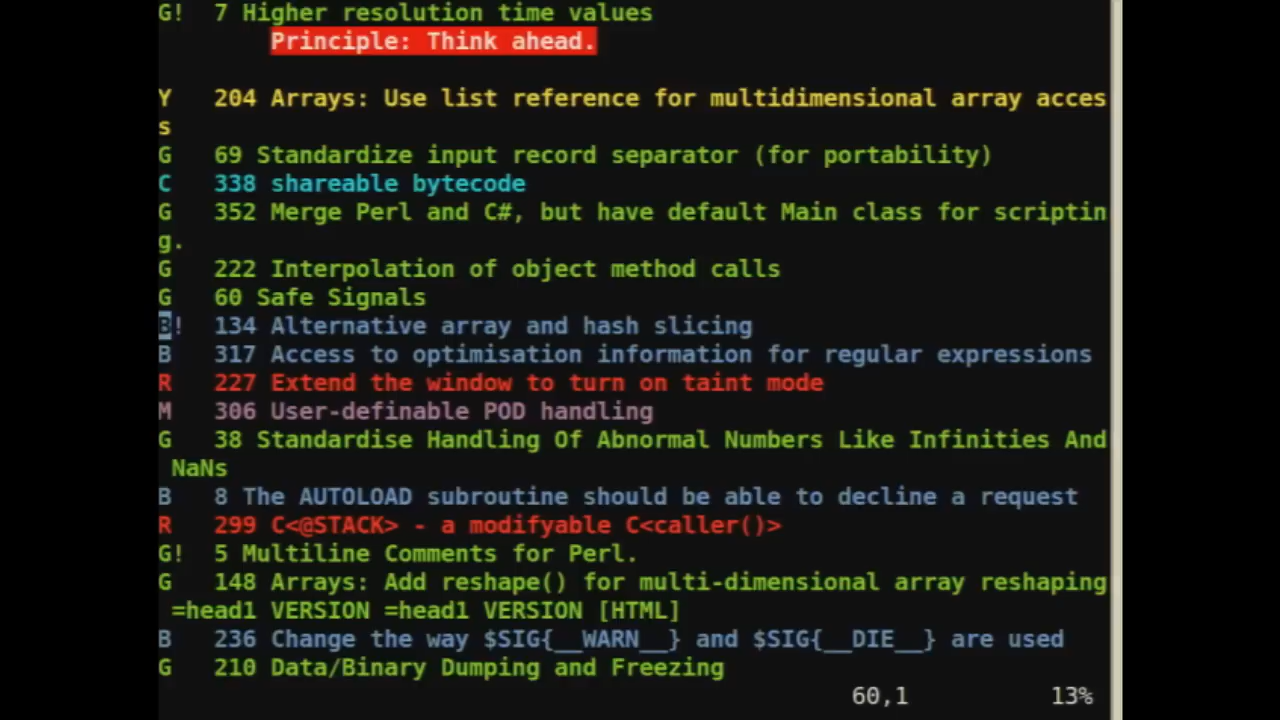 G!  7 Higher resolution time values
Principle: Think ahead.
Y   204 Arrays: Use list reference for multidimensional array acces
s
G   69 Standardize input record separator (for portability)
C   338 shareable bytecode
G   352 Merge Perl and C#, but have default Main class for scriptin
g.
G   222 Interpolation of object method calls
G   60 Safe Signals
B!  134 Alternative array and hash slicing
B   317 Access to optimisation information for regular expressions
R   227 Extend the window to turn on taint mode
M   306 User-definable POD handling
G   38 Standardise Handling Of Abnormal Numbers Like Infinities And
 NaNs
B   8 The AUTOLOAD subroutine should be able to decline a request
R   299 C<@STACK> - a modifyable C<caller()>
G!  5 Multiline Comments for Perl.
G   148 Arrays: Add reshape() for multi-dimensional array reshaping
 =head1 VERSION =head1 VERSION [HTML]
B   236 Change the way $SIG{__WARN__} and $SIG{__DIE__} are used
G   210 Data/Binary Dumping and Freezing
60,1 13%